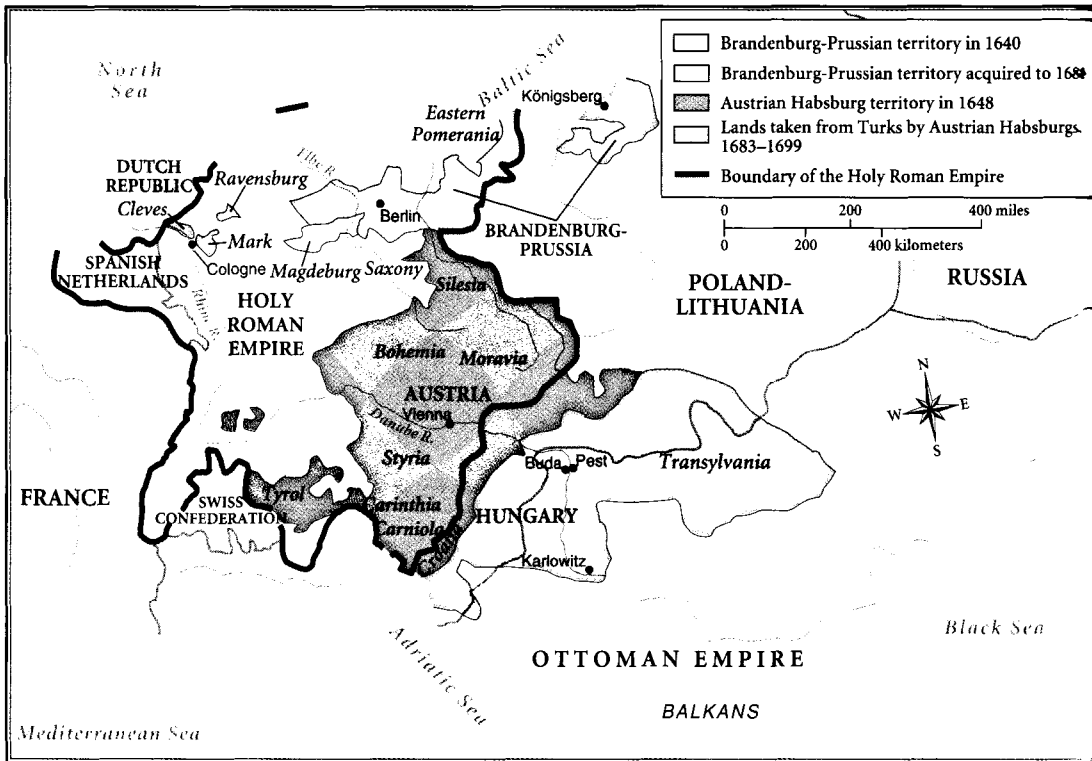 North
Sea
Baltic Sea
Königsberg
Eastern
Pomerania
Brandenburg-Prussian territory in 1640
Brandenburg-Prussian territory acquired to 168
Austrian Habsburg territory in 1648
Lands taken from Turks by Austrian Habsburgs.
1683–1699
Boundary of the Holy Roman Empire
0 200 400 miles
0 200 400 kilometers
DUTCH
REPUBLIC
Ravensburg
Elbe R.
Cleves
Mark
Berlin
BRANDENBURG-
PRUSSIA
Cologne
Magdeburg
Saxony
SPANISH
NETHERLANDS
HOLY
ROMAN
EMPIRE
Silesia
POLAND-
LITHUANIA
RUSSIA
Bohemia
Moravia
AUSTRIA
Vienna
Danube R.
Styria
N
W
E
S
Buda
Pest
Transylvania
FRANCE
SWISS
CONFEDERATION
Tyrol
Carinthia
Carniola
Croatia
HUNGARY
Karlowitz
Adriatic Sea
Black Sea
OTTOMAN EMPIRE
BALKANS
Mediterranean Sea